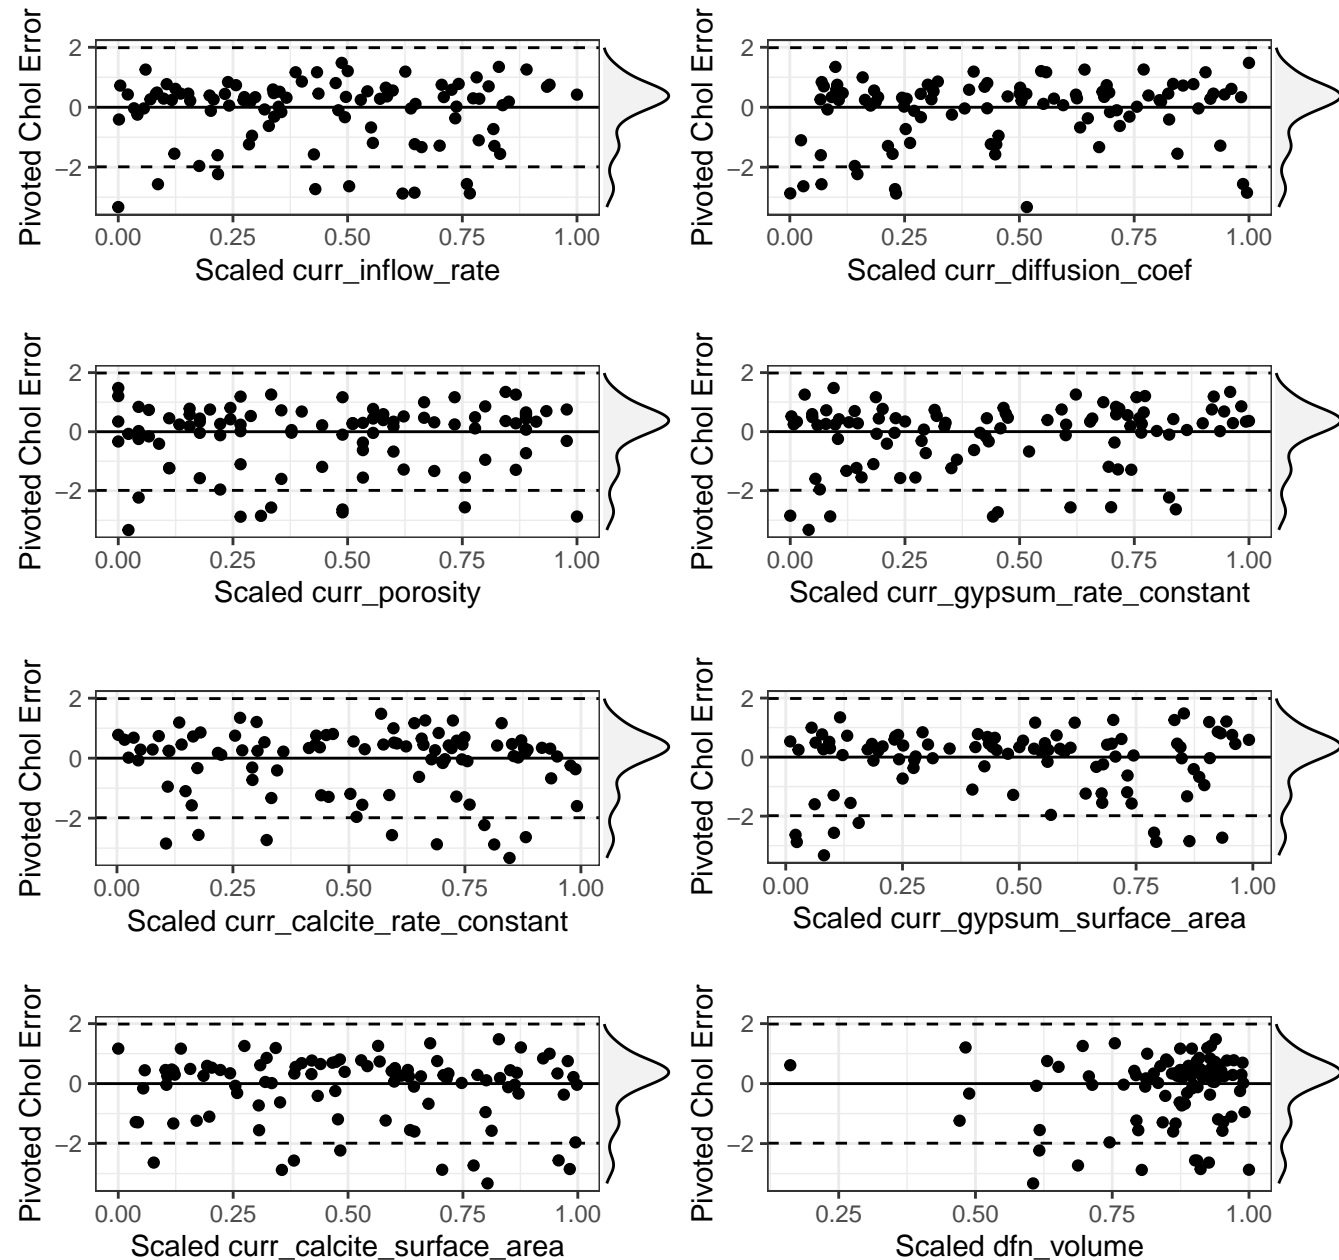 Pivoted Chol Error
2
0
−2
0.00 0.25 0.50 0.75 1.00
Scaled curr_inflow_rate
Pivoted Chol Error
2
0
−2
0.00 0.25 0.50 0.75 1.00
Scaled curr_diffusion_coef
Pivoted Chol Error
2
0
−2
0.00 0.25 0.50 0.75 1.00
Scaled curr_porosity
Pivoted Chol Error
2
0
−2
0.00 0.25 0.50 0.75 1.00
Scaled curr_gypsum_rate_constant
Pivoted Chol Error
2
0
−2
0.00 0.25 0.50 0.75 1.00
Scaled curr_calcite_rate_constant
Pivoted Chol Error
2
0
−2
0.00 0.25 0.50 0.75 1.00
Scaled curr_gypsum_surface_area
Pivoted Chol Error
2
0
−2
0.00 0.25 0.50 0.75 1.00
Scaled curr_calcite_surface_area
Pivoted Chol Error
2
0
−2
0.25 0.50 0.75 1.00
Scaled dfn_volume